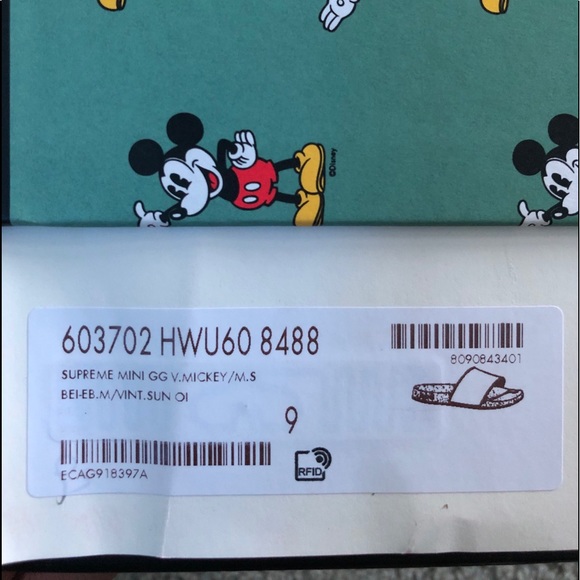 ©Disney
603702 HWU60 8488
8090843401
SUPREME MINI GG V.MICKEY/M.S
BEI-EB.M/VINT.SUN OI
9
ECAG918397A
RFID